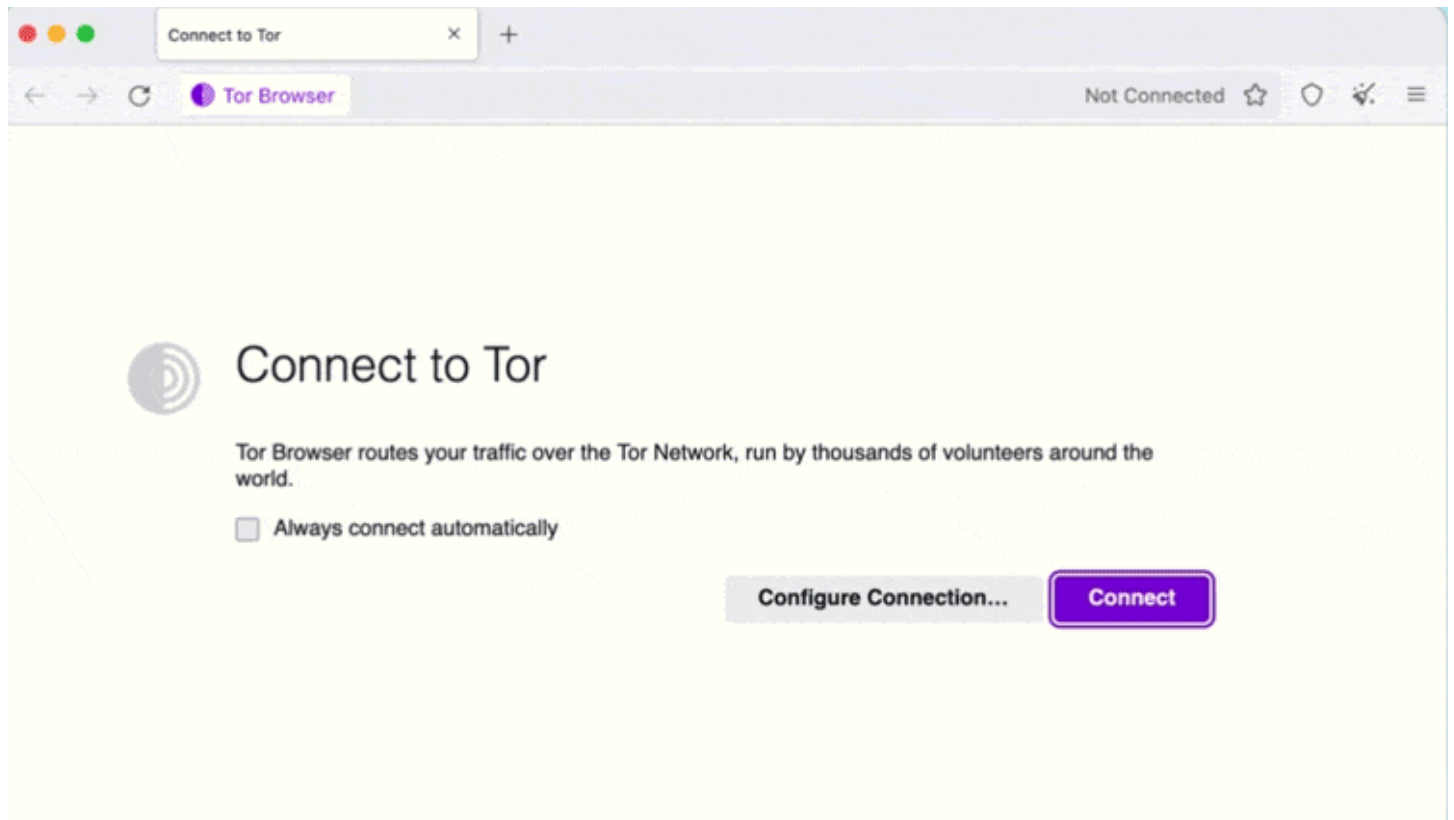 Connect to Tor
Tor Browser
Not Connected
Connect to Tor
Tor Browser routes your traffic over the Tor Network, run by thousands of volunteers around the
world.
Always connect automatically
Configure Connection...
Connect